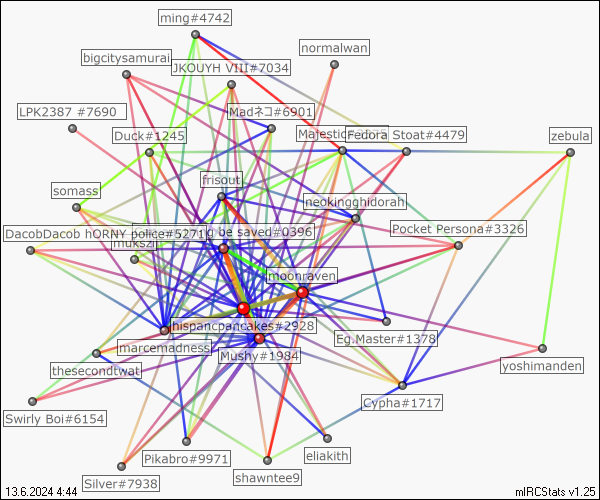 ming#4742
normalwan
bigcitysamurai
JKOUYH VIII#7034
LPK2387 #7690
Madネコ#6901
Duck#1245
Majestic
Fedora Stoat#4479
zebula
frisout
somass
neokingghidorah
Pocket Persona#3326
DacobDacob hORNY police#5271
be saved#0396
mukszi
moonraven
hispancpancakes#2928
Eg.Master#1378
marcemadness
Mushy#1984
thesecondtwat
yoshimanden
Cypha#1717
Swirly Boi#6154
Pikabro#9971
eliakith
shawntee9
Silver#7938
13.6.2024 4:44
mIRCStats v1.25